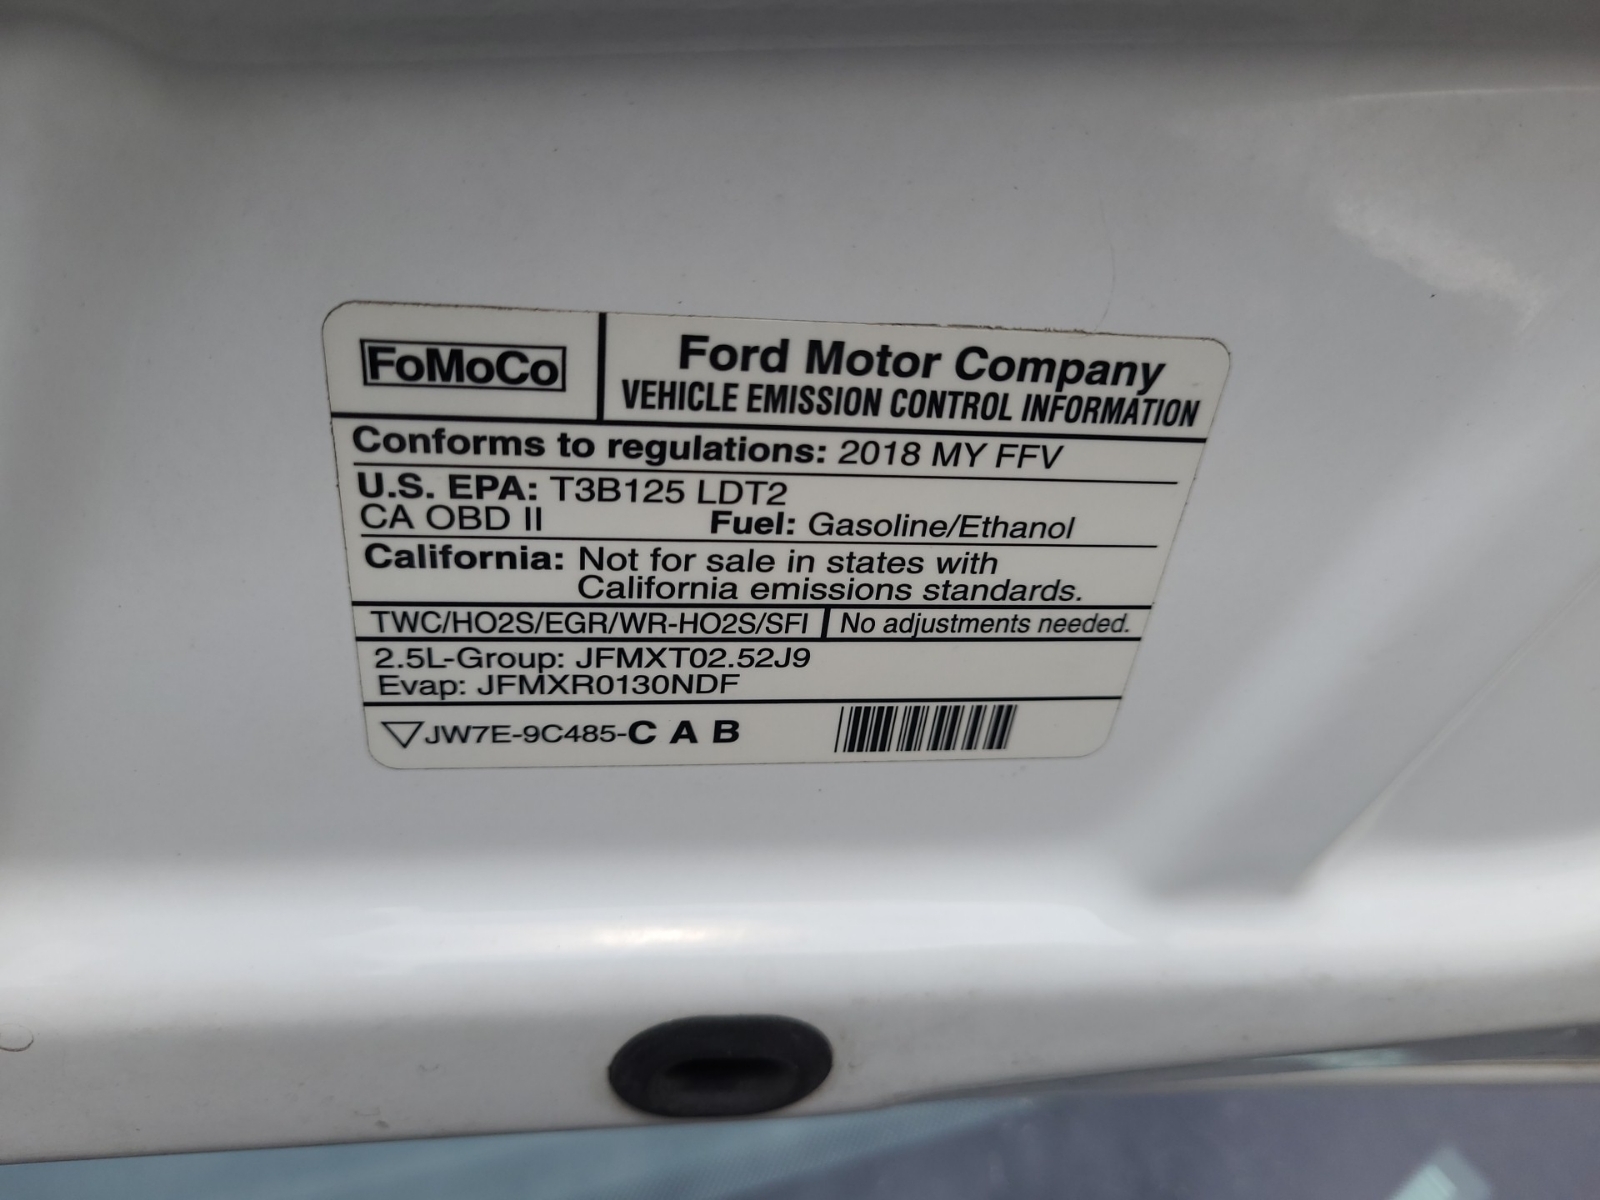 FoMoCo
Ford Motor Company
VEHICLE EMISSION CONTROL INFORMATION
Conforms to regulations: 2018 MY FFV
U.S. EPA: T3B125 LDT2
CA OBD II Fuel: Gasoline/Ethanol
California: Not for sale in states with
California emissions standards.
TWC/HO2S/EGR/WR-HO2S/SFI No adjustments needed.
2.5L-Group: JFMXT02.52J9
Evap: JFMXR0130NDF
JW7E-9C485-C A B